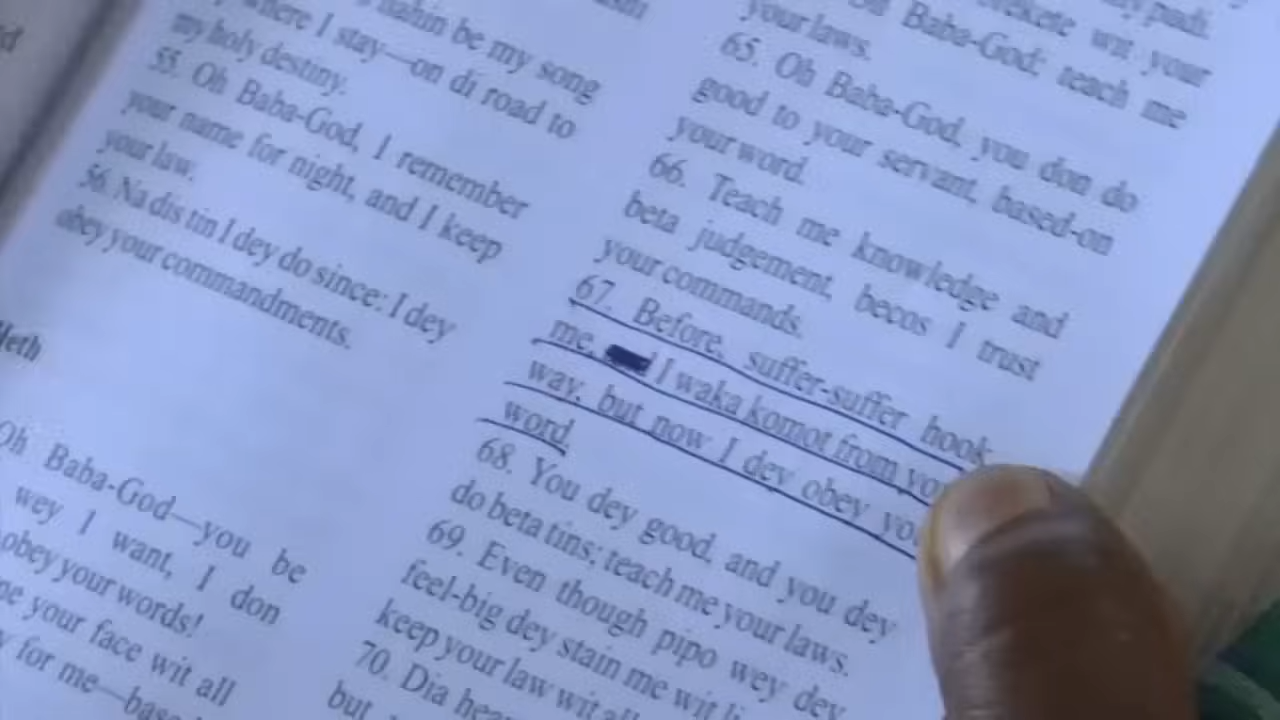 nahin be my song
where I stay—on di road to
my holy destiny.
55. Oh Baba-God, I remember
your name for night, and I keep
your law.
56. Na dis tin I dey do since: I dey
obey your commandments.
Heth
Oh Baba-God—you be
wey I want, I don
obey your words!
your face wit all
for me—base
wit your
Baba-God: teach me
your laws.
65. Oh Baba-God, you don do
good to your servant, based-on
your word.
66. Teach me knowledge and
beta judgement, becos I trust
your commands.
67. Before, suffer-suffer hook
me, I waka komot from
way, but now I dey obey
word.
68. You dey good, and you dey
do beta tins; teach me your laws.
69. Even though pipo wey dey
feel-big dey stain me wit
keep your law wit
70. Dia
but